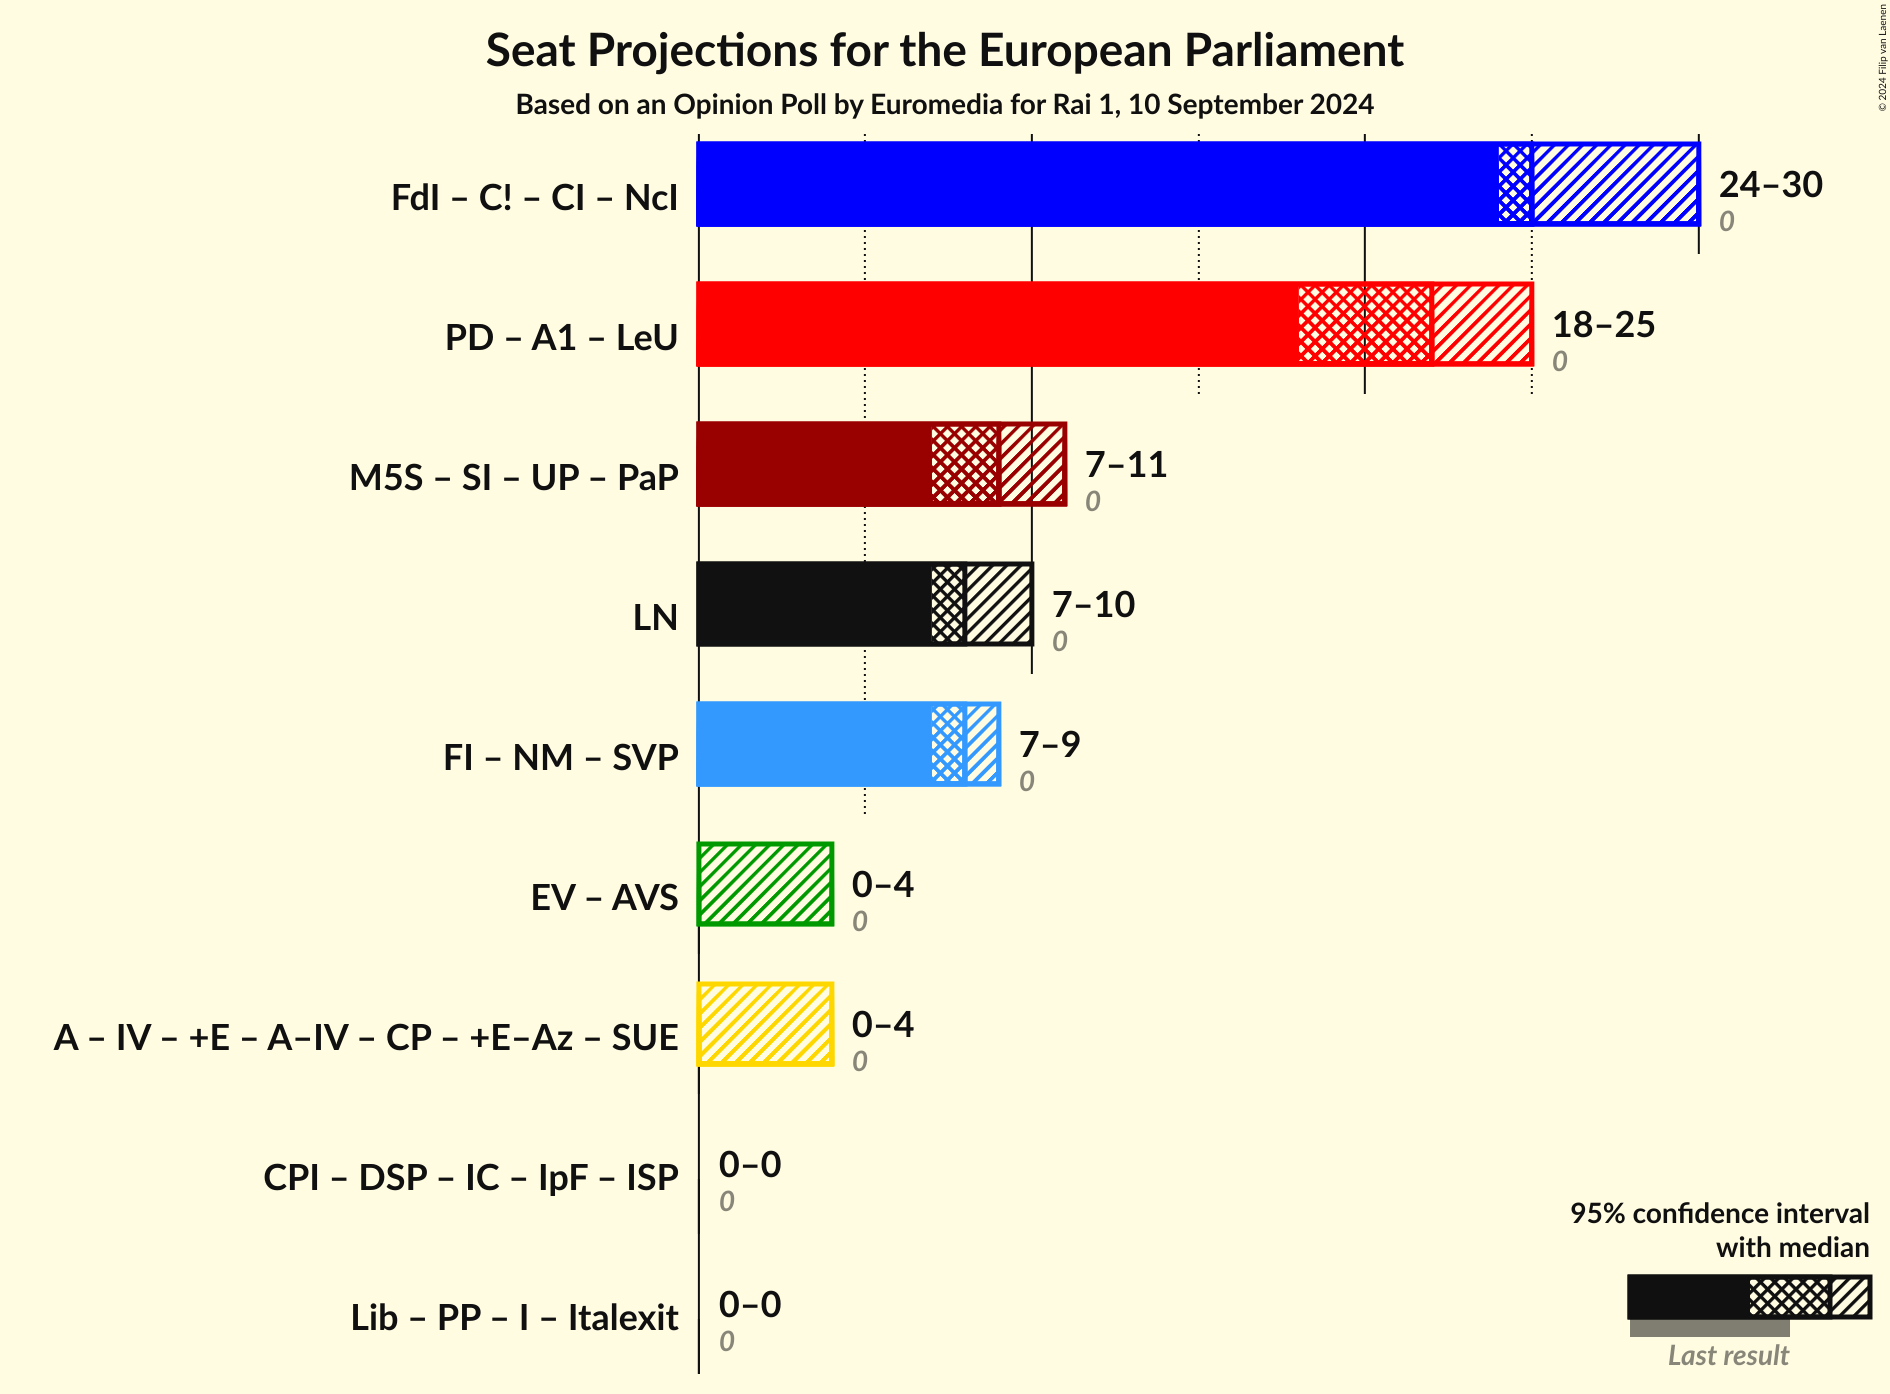 Seat Projections for the European Parliament
Based on an Opinion Poll by Euromedia for Rai 1, 10 September 2024
© 2024 Filip van Laenen
FdI – C! – CI – NcI
24–30
0
PD – A1 – LeU
18–25
0
M5S – SI – UP – PaP
7–11
0
LN
7–10
0
FI – NM – SVP
7–9
0
EV – AVS
0–4
0
A – IV – +E – A–IV – CP – +E–Az – SUE
0–4
0
CPI – DSP – IC – IpF – ISP
0–0
0
Lib – PP – I – Italexit
0–0
0
95% confidence interval
with median
Last result